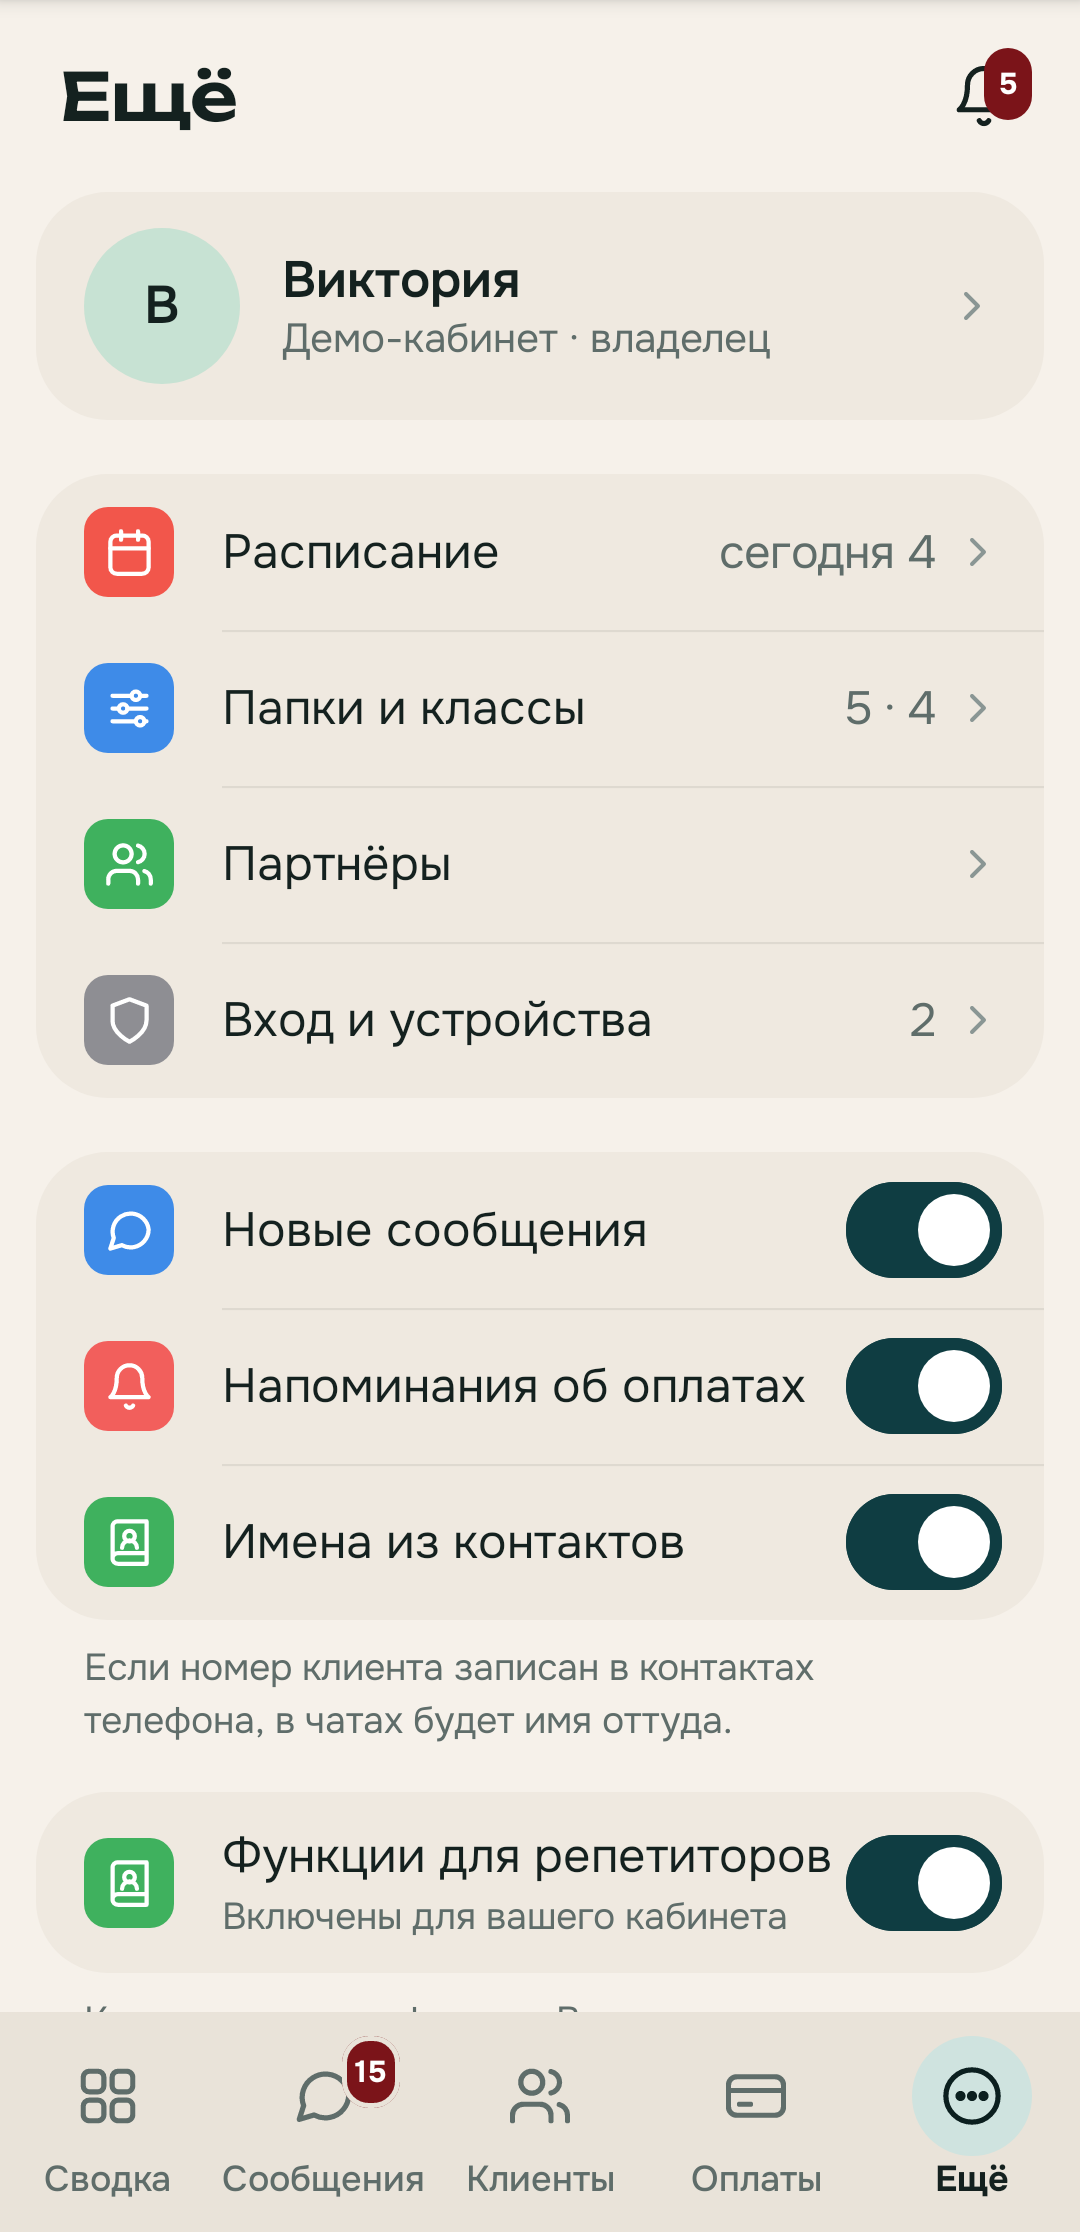 Ещё
5
В
Виктория
Демо-кабинет · владелец
Расписание
сегодня 4
Папки и классы
5 · 4
Партнёры
Вход и устройства
2
Новые сообщения
Напоминания об оплатах
Имена из контактов
Если номер клиента записан в контактах
телефона, в чатах будет имя оттуда.
Функции для репетиторов
Включены для вашего кабинета
15
Сводка
Сообщения
Клиенты
Оплаты
Ещё